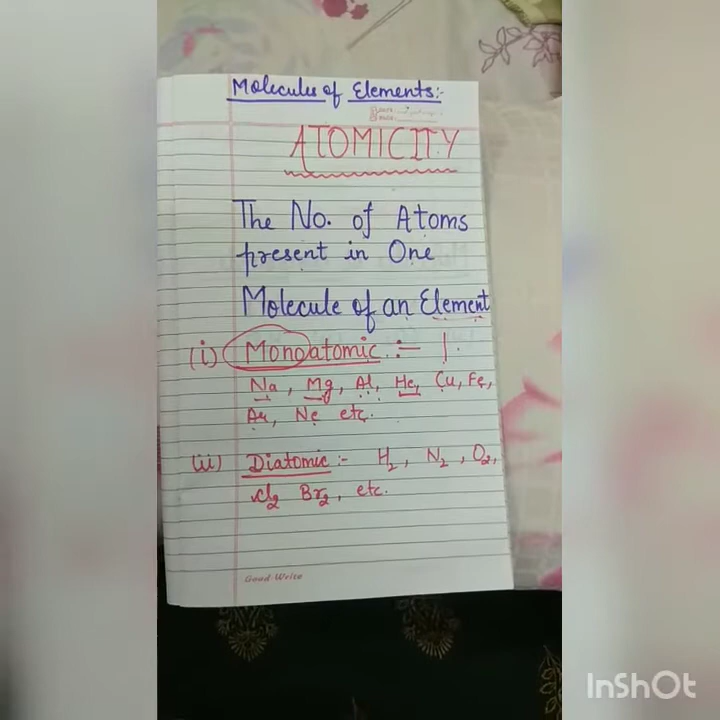 Molecules of Elements:-
ATOMICITY
The No. of Atoms
present in One
Molecule of an Element
(i) Monoatomic :- 1.
Na, Mg, Al, He, Cu, Fe,
Au, Ne etc.
(ii) Diatomic :- H₂, N₂, O₂,
Cl₂ Br₂, etc.
Good Write
InShOt